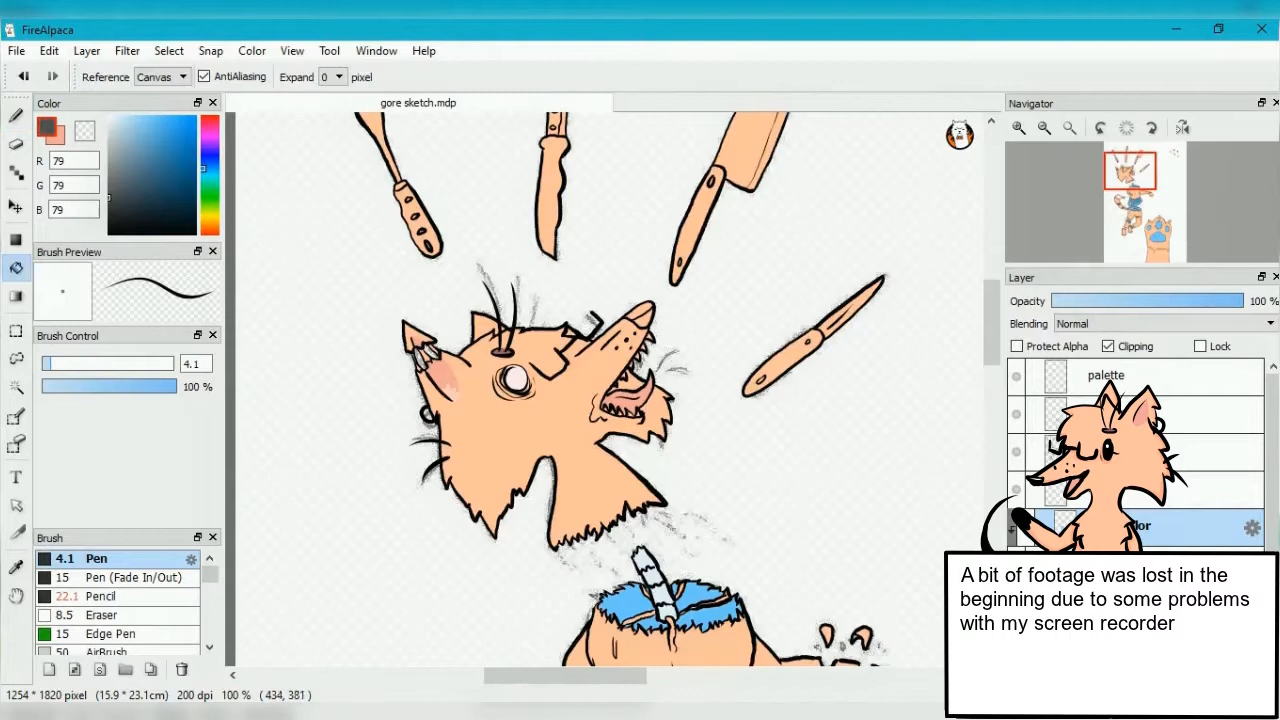 FireAlpaca
File Edit Layer Filter Select Snap Color View Tool Window Help
Reference Canvas AntiAliasing Expand 0 pixel
Color
gore sketch.mdp
Navigator
R 79
G 79
B 79
Brush Preview
Layer
Opacity 100 %
Blending Normal
Brush Control
Protect Alpha Clipping Lock
4.1
100 %
palette
T
Brush
4.1 Pen
15 Pen (Fade In/Out)
22.1 Pencil
8.5 Eraser
15 Edge Pen
50 AirBrush
A bit of footage was lost in the
beginning due to some problems
with my screen recorder
1254 * 1820 pixel (15.9 * 23.1cm) 200 dpi 100 % ( 434, 381 )